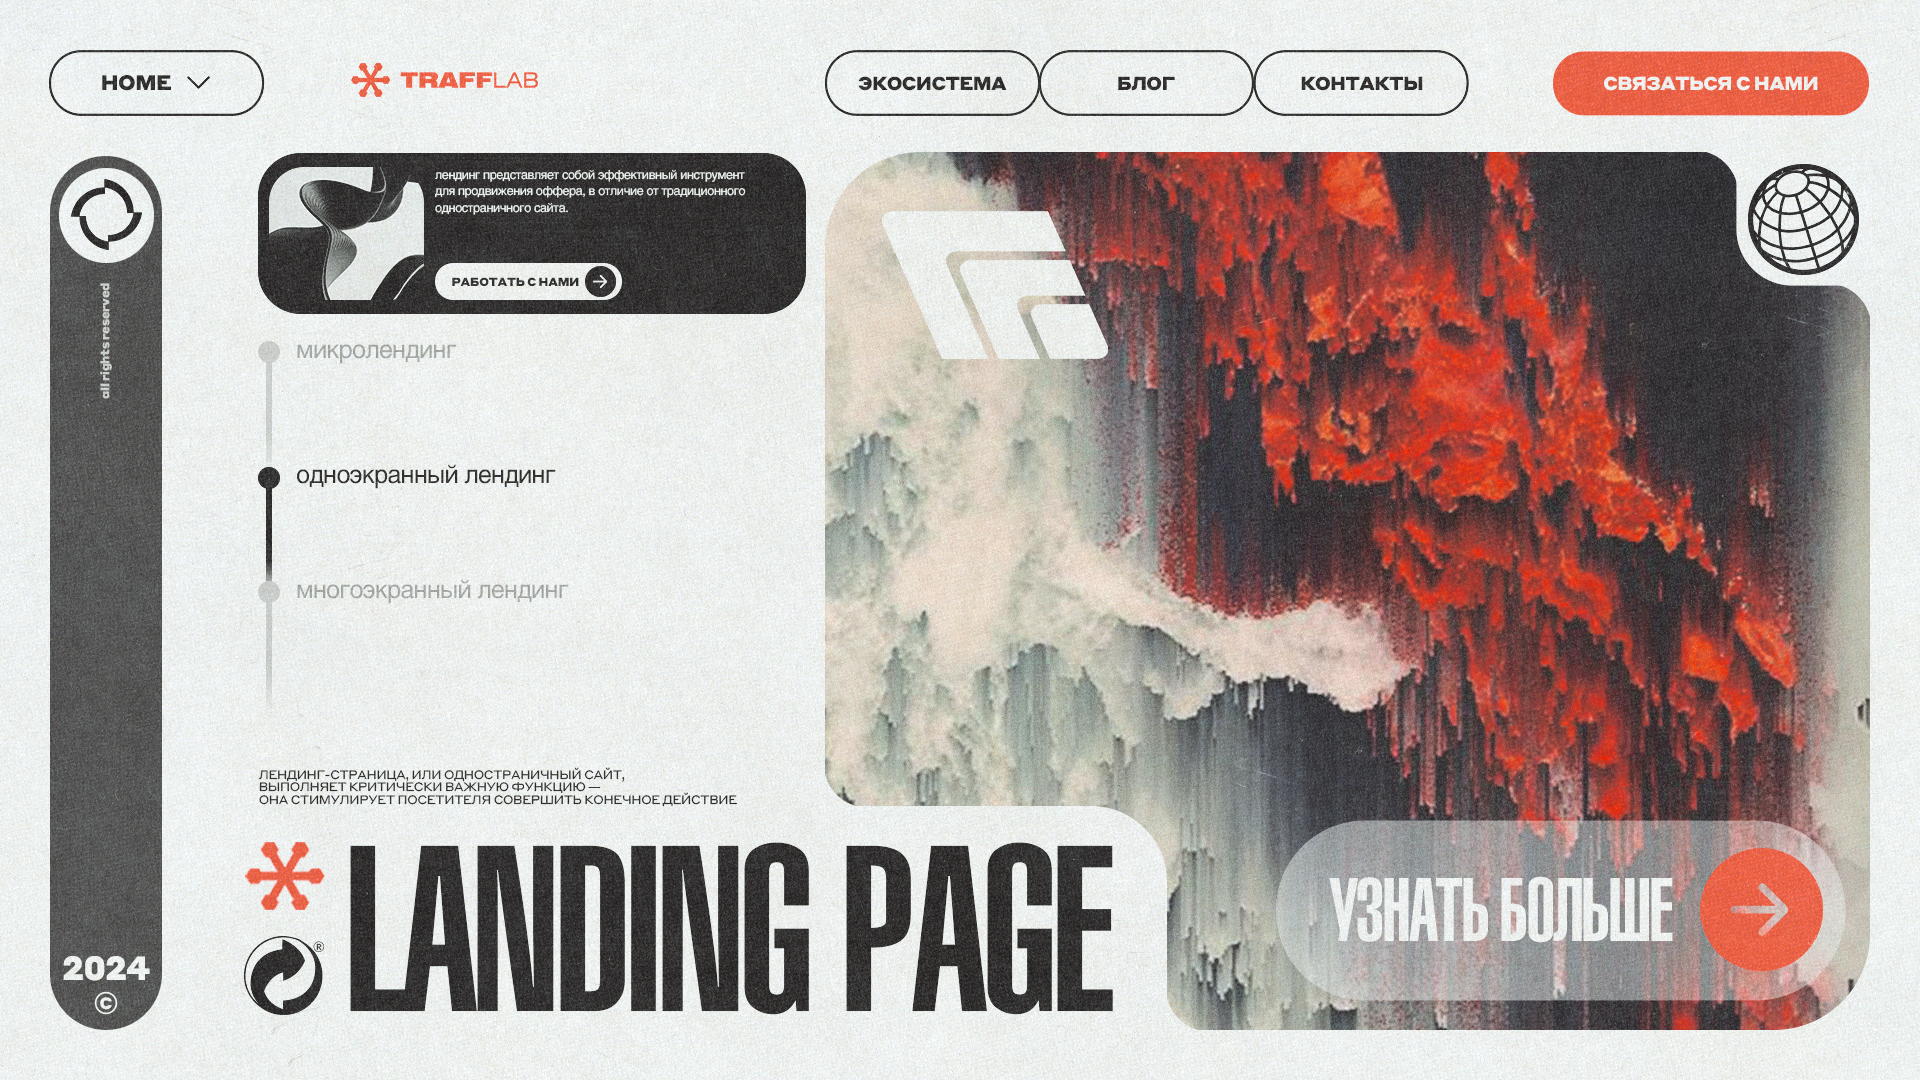 HOME
TRAFFLAB
ЭКОСИСТЕМА
БЛОГ
КОНТАКТЫ
СВЯЗАТЬСЯ С НАМИ
all rights reserved
2024
©
лендинг представляет собой эффективный инструмент
для продвижения оффера, в отличие от традиционного
одностраничного сайта.
РАБОТАТЬ С НАМИ
микролендинг
одноэкранный лендинг
многоэкранный лендинг
ЛЕНДИНГ-СТРАНИЦА, ИЛИ ОДНОСТРАНИЧНЫЙ САЙТ,
ВЫПОЛНЯЕТ КРИТИЧЕСКИ ВАЖНУЮ ФУНКЦИЮ —
ОНА СТИМУЛИРУЕТ ПОСЕТИТЕЛЯ СОВЕРШИТЬ КОНЕЧНОЕ ДЕЙСТВИЕ
®
LANDING PAGE
УЗНАТЬ БОЛЬШЕ